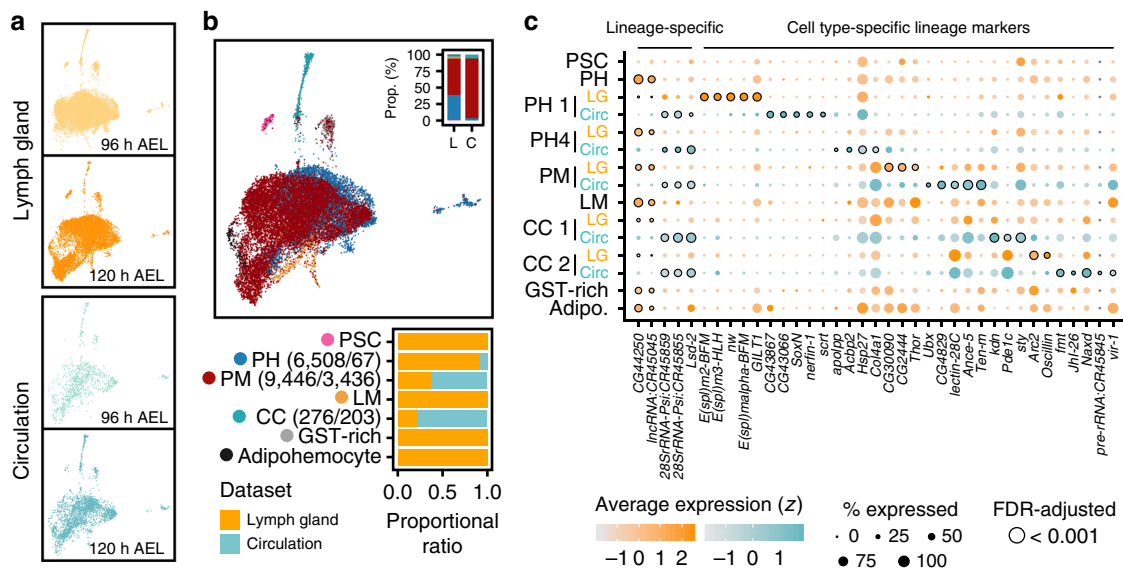 a
Lymph gland
96 h AEL
120 h AEL
Circulation
96 h AEL
120 h AEL
b
Prop. (%)
100
75
50
25
0
L C
PSC
PH (6,508/67)
PM (9,446/3,436)
LM
CC (276/203)
GST-rich
Adipohemocyte
0.0 0.5 1.0
Proportional
ratio
Dataset
Lymph gland
Circulation
c
Lineage-specific
Cell type-specific lineage markers
PSC
PH
PH 1
LG
Circ
PH4
LG
Circ
PM
LG
Circ
LM
CC 1
LG
Circ
CC 2
LG
Circ
GST-rich
Adipo.
CG44250
lncRNA:CR45045
28SrRNA-Psi:CR45859
28SrRNA-Psi:CR45855
Lsd-2
E(spl)m2-BFM
E(spl)m3-HLH
nw
E(spl)malpha-BFM
GILT1
CG43867
CG43066
SoxN
nerfin-1
scrt
apolpp
Acbp2
Hsp27
Col4a1
CG30090
CG2444
Thor
Ubx
CG4829
lectin-28C
Ance-5
Ten-m
kdn
Pde1c
sty
Arc2
Oscillin
fmt
Jhl-26
Naxd
pre-rRNA:CR45845
vir-1
Average expression (z)
−1 0 1 2
−1 0 1
% expressed
0 25 50
75 100
FDR-adjusted
< 0.001